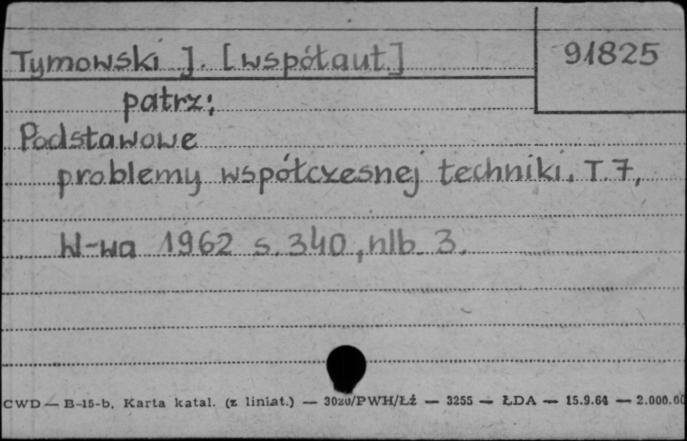 Tymowski J. [współaut.]
91825
patrz:
Podstawowe
problemy współczesnej techniki. T.7,
W-wa 1962 s. 340, nlb. 3.
CWD — B-15-b. Karta katal. (z liniat.) — 3020/PWH/Łź — 3255 — ŁDA — 15.9.64 — 2.000.00